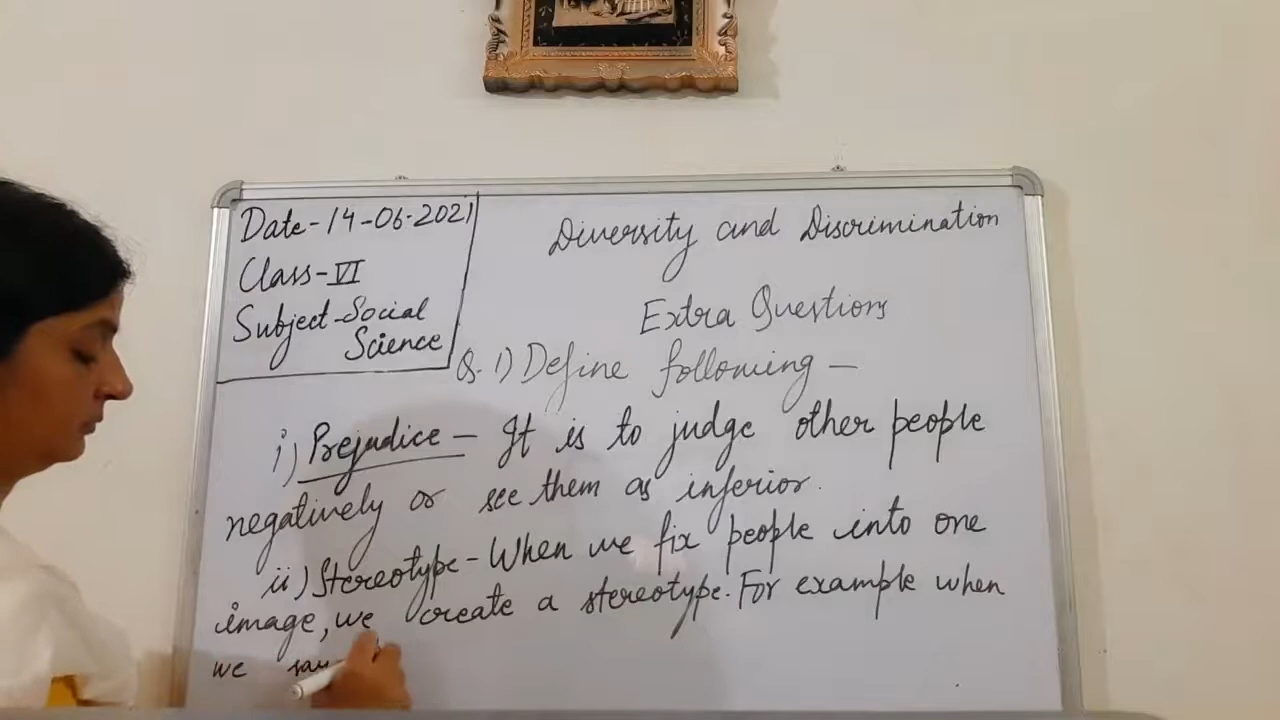 Date-14-06-2021
Class-VI
Subject-Social
Science
Diversity and Discrimination
Extra Questions
Q.1) Define following –
i) Prejudice – It is to judge other people
negatively or see them as inferior.
ii) Stereotype - When we fix people into one
image, we create a stereotype. For example when
we say